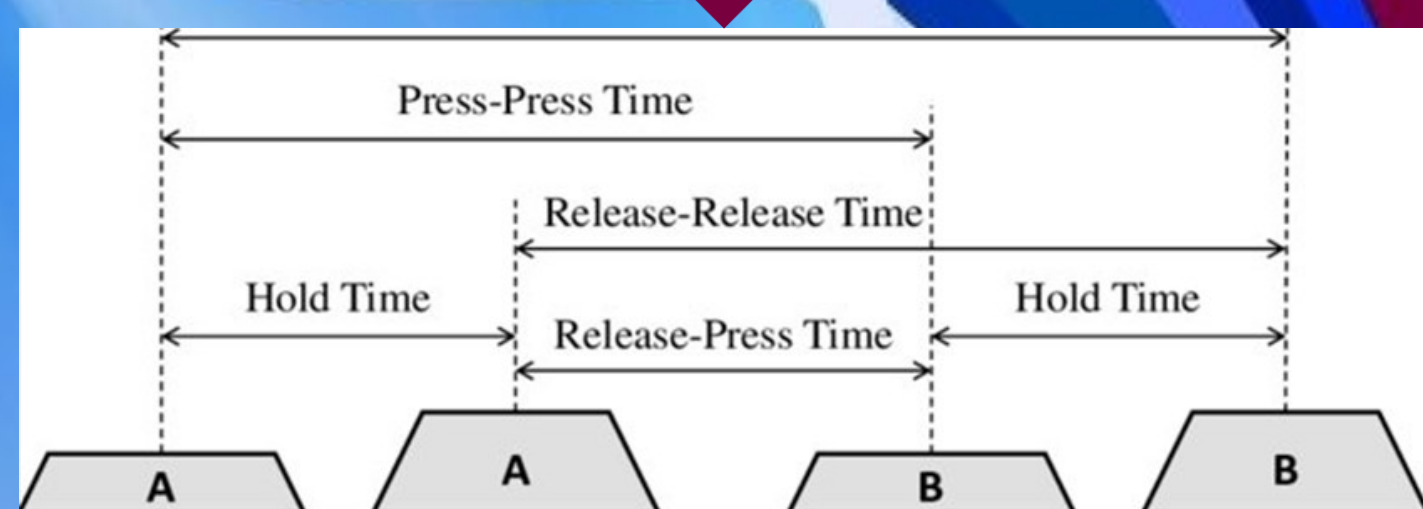 Press-Press Time
Release-Release Time
Hold Time
Hold Time
Release-Press Time
A
A
B
B